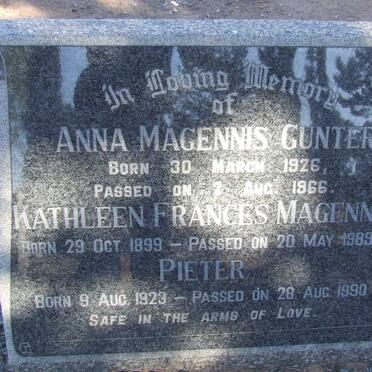 In Loving Memory
of
ANNA MAGENNIS GUNTER
BORN 30 MARCH 1926,
PASSED ON 7 AUG. 1966.
KATHLEEN FRANCES MAGENN
BORN 29 OCT. 1899 – PASSED ON 20 MAY 1989
PIETER
BORN 9 AUG. 1923 – PASSED ON 28 AUG. 1990
SAFE IN THE ARMS OF LOVE.